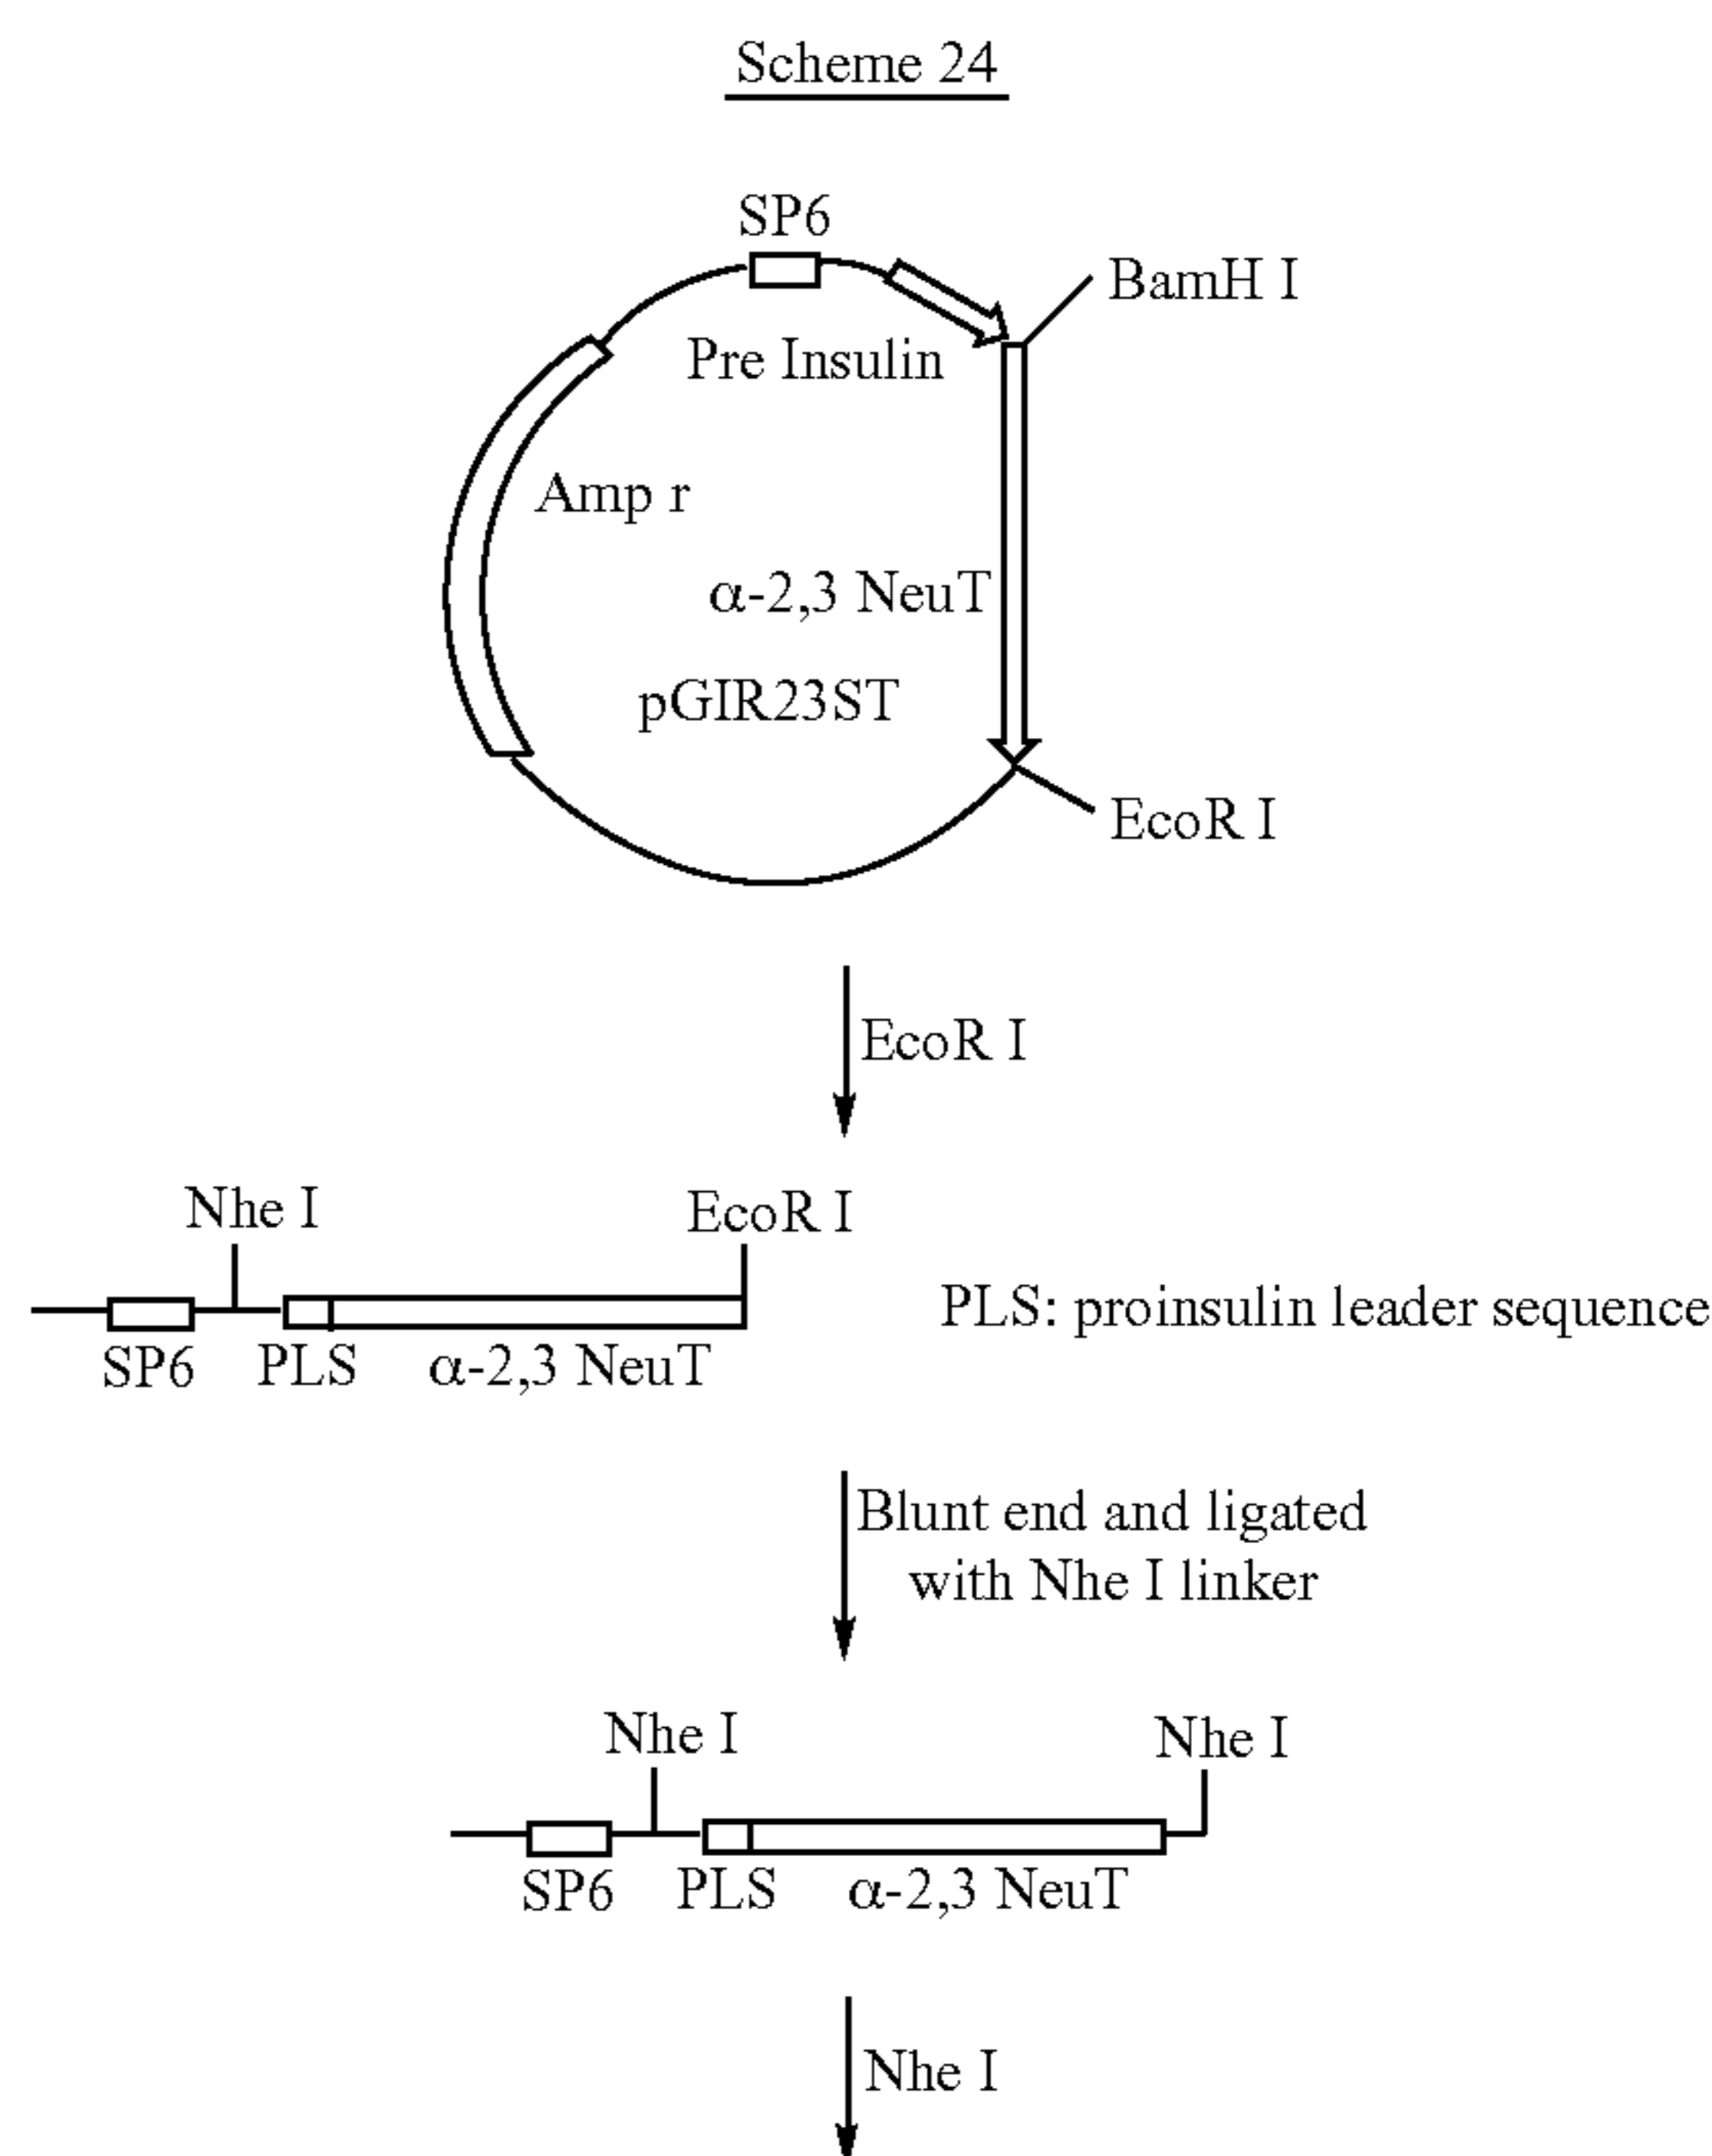 Scheme 24
SP6
BamH I
Pre Insulin
Amp r
α-2,3 NeuT
pGIR23ST
EcoR I
EcoR I
Nhe I
EcoR I
PLS: proinsulin leader sequence
SP6
PLS
α-2,3 NeuT
Blunt end and ligated
with Nhe I linker
Nhe I
Nhe I
SP6
PLS
α-2,3 NeuT
Nhe I